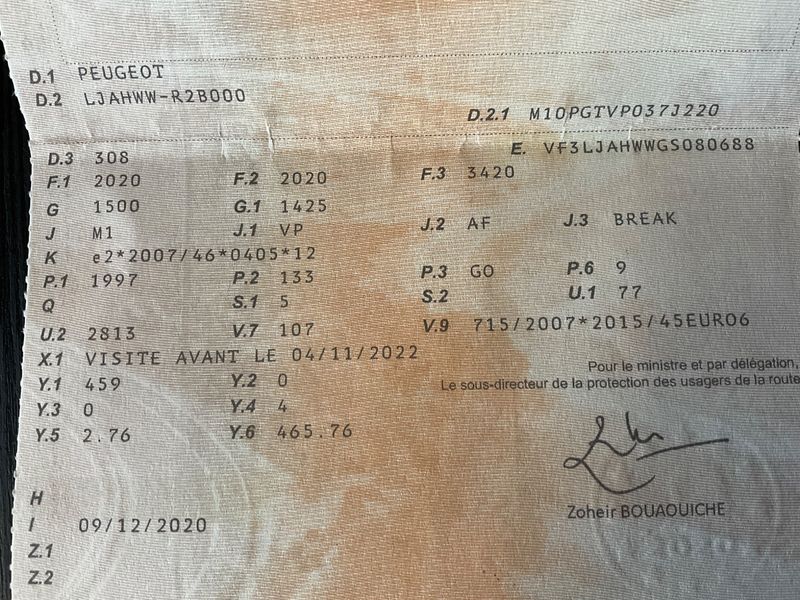 D.1 PEUGEOT
D.2 LJAHWW-R2B000
D.2.1 M10PGTVP037J220
D.3 308
E. VF3LJAHWWGS080688
F.1 2020 F.2 2020 F.3 3420
G 1500 G.1 1425
J M1 J.1 VP J.2 AF J.3 BREAK
K e2*2007/46*0405*12
P.1 1997 P.2 133 P.3 GO P.6 9
Q S.1 5 S.2 U.1 77
U.2 2813 V.7 107 V.9 715/2007*2015/45EURO6
X.1 VISITE AVANT LE 04/11/2022
Y.1 459 Y.2 0
Y.3 0 Y.4 4
Y.5 2.76 Y.6 465.76
Pour le ministre et par délégation,
Le sous-directeur de la protection des usagers de la route
Zoheir BOUAOUICHE
H
I 09/12/2020
Z.1
Z.2